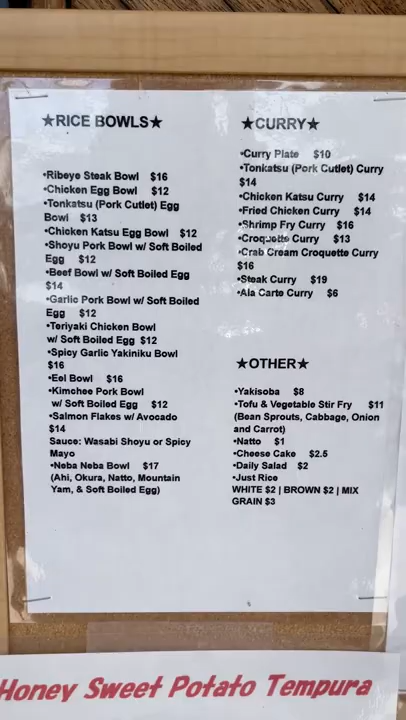 ★RICE BOWLS★
•Ribeye Steak Bowl $16
•Chicken Egg Bowl $12
•Tonkatsu (Pork Cutlet) Egg
Bowl $13
•Chicken Katsu Egg Bowl $12
•Shoyu Pork Bowl w/ Soft Boiled
Egg $12
•Beef Bowl w/ Soft Boiled Egg
$14
•Garlic Pork Bowl w/ Soft Boiled
Egg $12
•Teriyaki Chicken Bowl
w/ Soft Boiled Egg $12
•Spicy Garlic Yakiniku Bowl
$16
•Eel Bowl $16
•Kimchee Pork Bowl
w/ Soft Boiled Egg $12
•Salmon Flakes w/ Avocado
$14
Sauce: Wasabi Shoyu or Spicy
Mayo
•Neba Neba Bowl $17
(Ahi, Okura, Natto, Mountain
Yam, & Soft Boiled Egg)
★CURRY★
•Curry Plate $10
•Tonkatsu (Pork Cutlet) Curry
$14
•Chicken Katsu Curry $14
•Fried Chicken Curry $14
•Shrimp Fry Curry $16
•Croquette Curry $13
•Crab Cream Croquette Curry
$16
•Steak Curry $19
•Ala Carte Curry $6
★OTHER★
•Yakisoba $8
•Tofu & Vegetable Stir Fry $11
(Bean Sprouts, Cabbage, Onion
and Carrot)
•Natto $1
•Cheese Cake $2.5
•Daily Salad $2
•Just Rice
WHITE $2 | BROWN $2 | MIX
GRAIN $3
Honey Sweet Potato Tempura